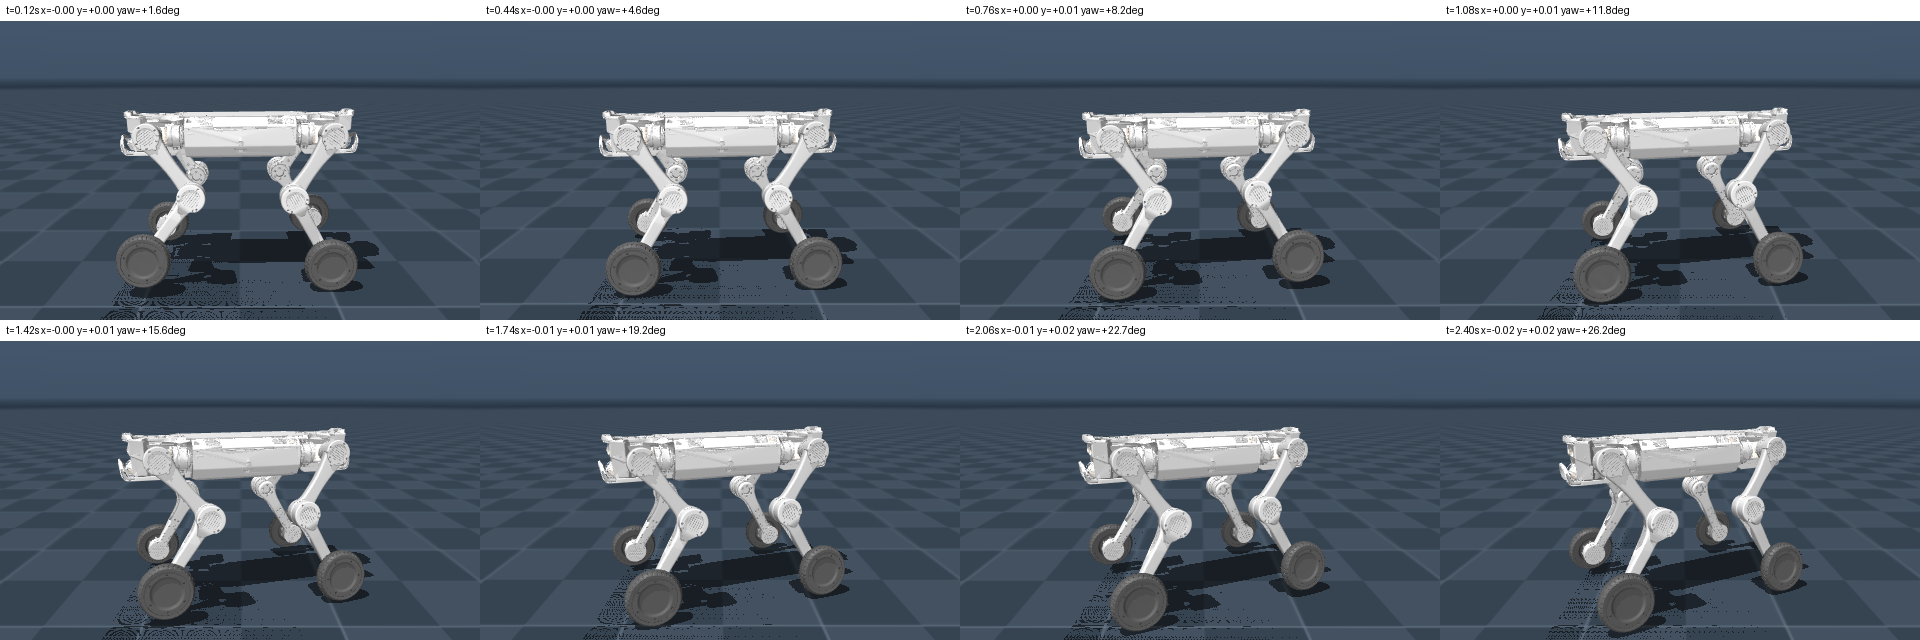 t=0.12s x=-0.00 y=+0.00 yaw=+1.6deg
t=0.44s x=-0.00 y=+0.00 yaw=+4.6deg
t=0.76s x=+0.00 y=+0.01 yaw=+8.2deg
t=1.08s x=+0.00 y=+0.01 yaw=+11.8deg
t=1.42s x=-0.00 y=+0.01 yaw=+15.6deg
t=1.74s x=-0.01 y=+0.01 yaw=+19.2deg
t=2.06s x=-0.01 y=+0.02 yaw=+22.7deg
t=2.40s x=-0.02 y=+0.02 yaw=+26.2deg